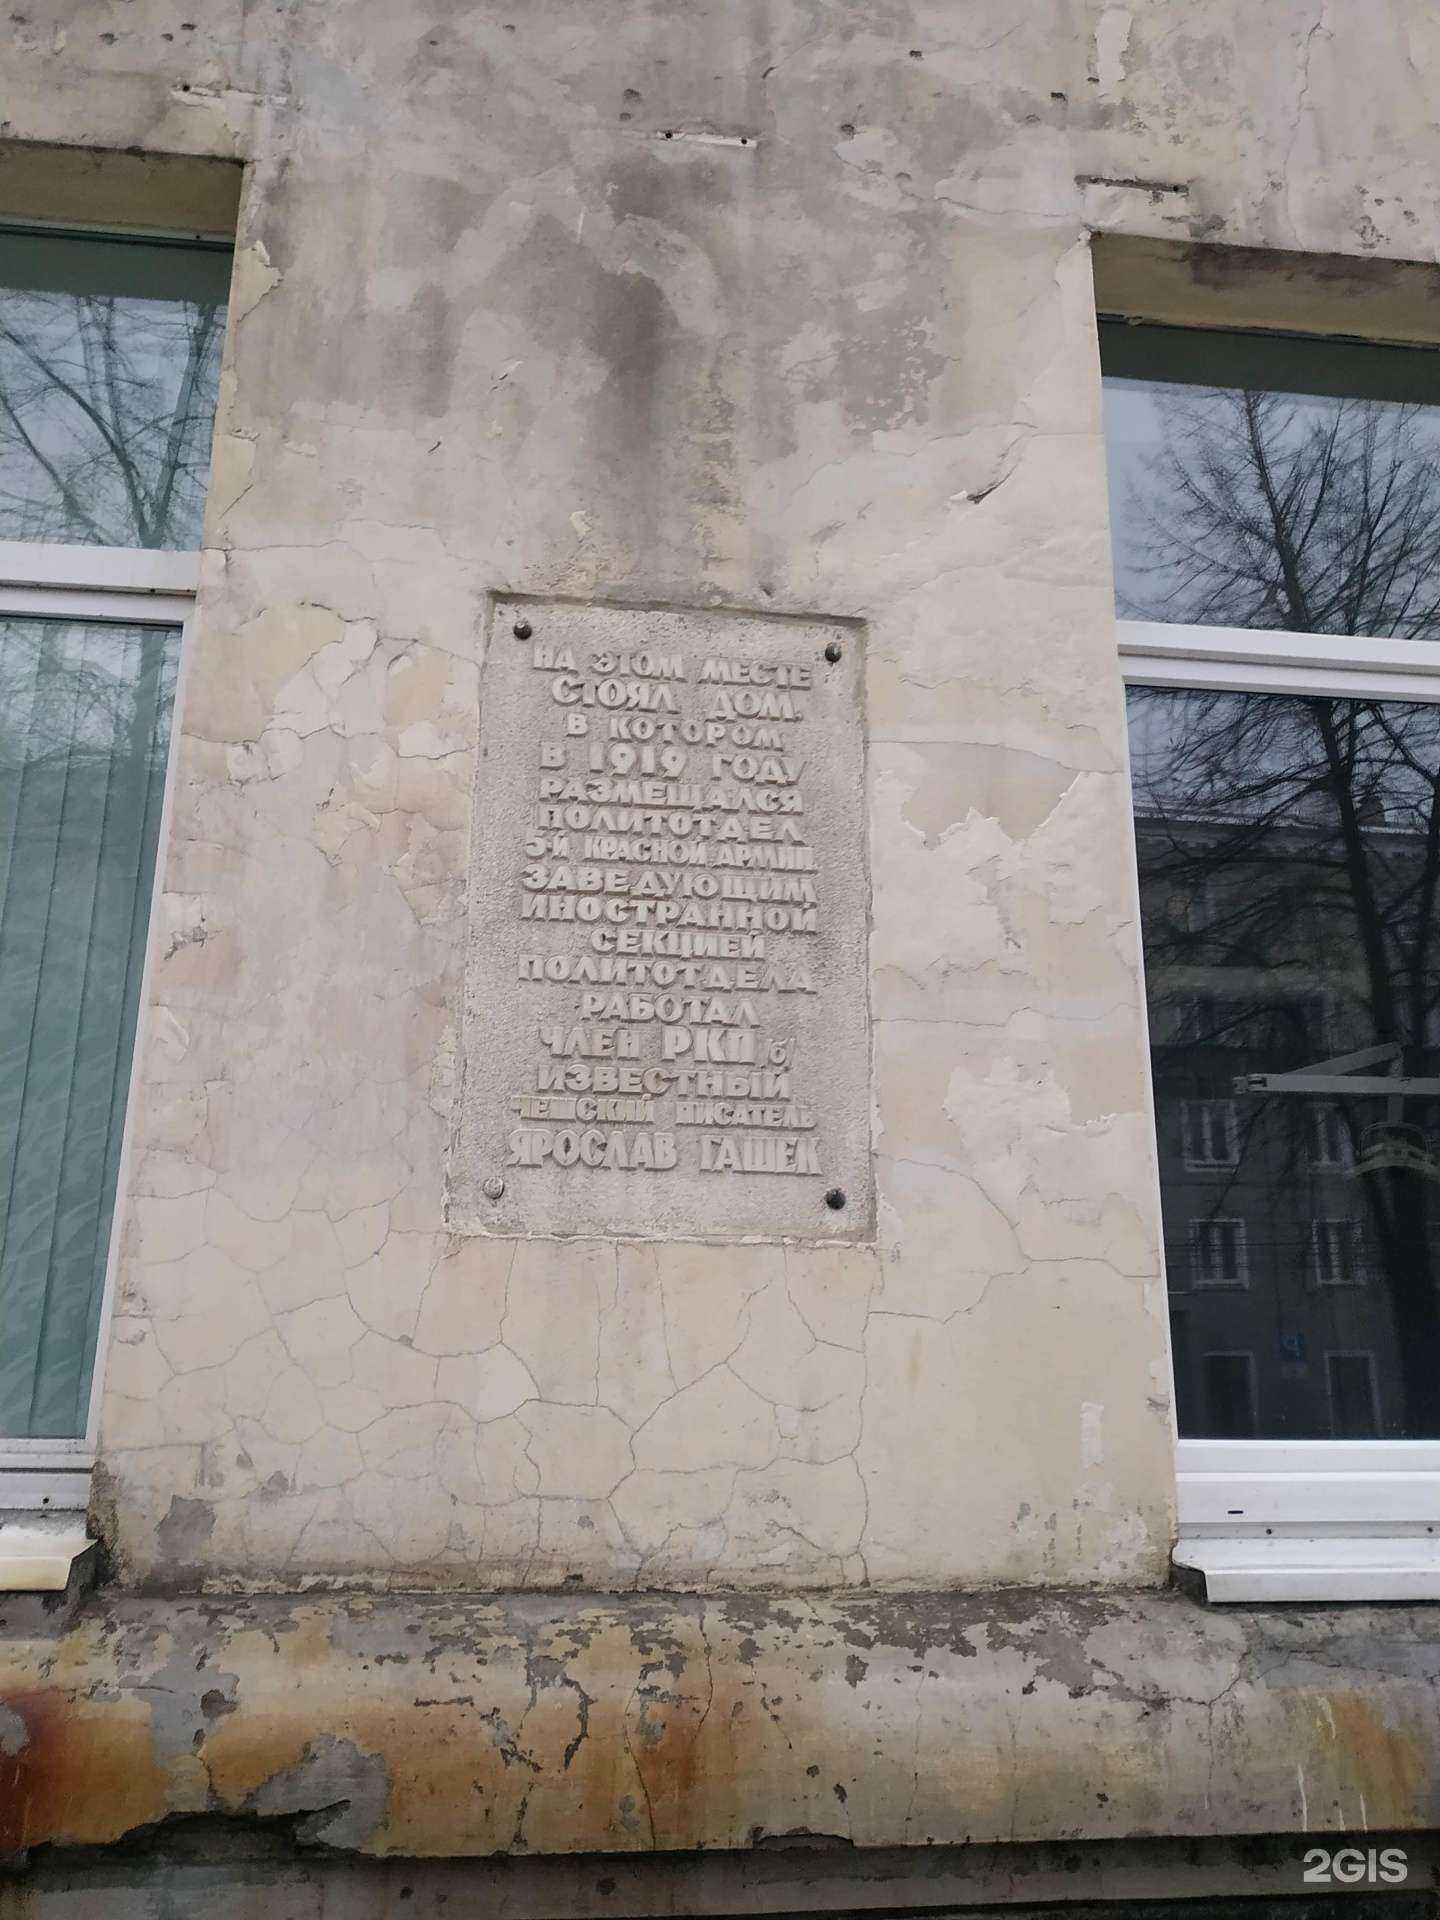 НА ЭТОМ МЕСТЕ
СТОЯЛ ДОМ,
В КОТОРОМ
В 1919 ГОДУ
РАЗМЕЩАЛСЯ
ПОЛИТОТДЕЛ
5-Й КРАСНОЙ АРМИИ.
ЗАВЕДУЮЩИМ
ИНОСТРАННОЙ
СЕКЦИЕЙ
ПОЛИТОТДЕЛА
РАБОТАЛ
ЧЛЕН РКП/б/
ИЗВЕСТНЫЙ
ЧЕШСКИЙ ПИСАТЕЛЬ
ЯРОСЛАВ ГАШЕК
2GIS